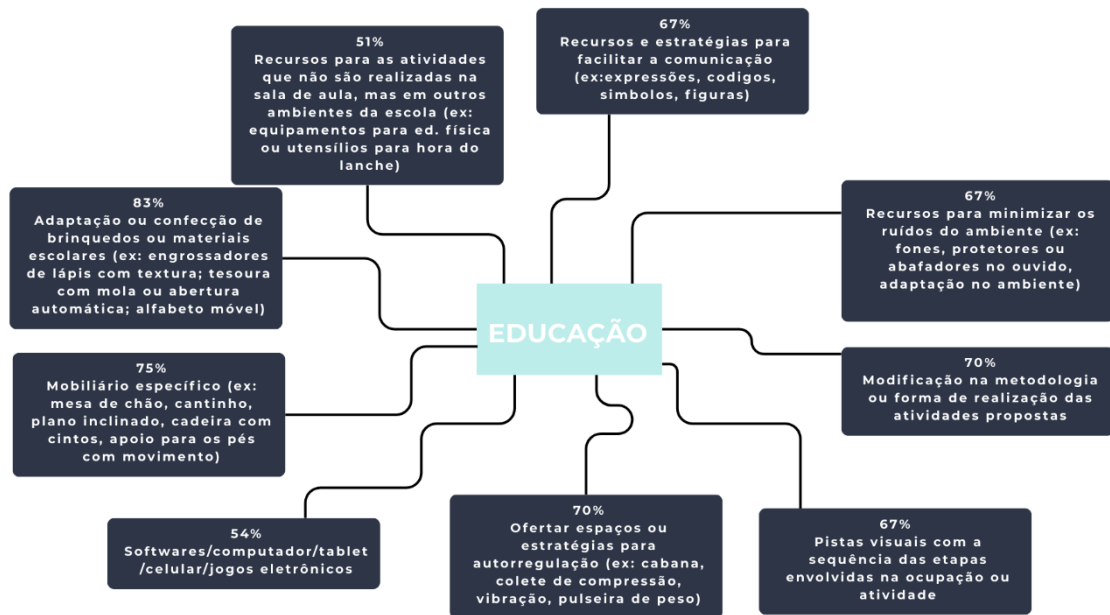 51%
Recursos para as atividades
que não são realizadas na
sala de aula, mas em outros
ambientes da escola (ex:
equipamentos para ed. física
ou utensílios para hora do
lanche)
67%
Recursos e estratégias para
facilitar a comunicação
(ex:expressões, codigos,
simbolos, figuras)
83%
Adaptação ou confecção de
brinquedos ou materiais
escolares (ex: engrossadores
de lápis com textura; tesoura
com mola ou abertura
automática; alfabeto móvel)
67%
Recursos para minimizar os
ruídos do ambiente (ex:
fones, protetores ou
abafadores no ouvido,
adaptação no ambiente)
EDUCAÇÃO
75%
Mobiliário específico (ex:
mesa de chão, cantinho,
plano inclinado, cadeira com
cintos, apoio para os pés
com movimento)
70%
Modificação na metodologia
ou forma de realização das
atividades propostas
54%
Softwares/computador/tablet
/celular/jogos eletrônicos
70%
Ofertar espaços ou
estratégias para
autorregulação (ex: cabana,
colete de compressão,
vibração, pulseira de peso)
67%
Pistas visuais com a
sequência das etapas
envolvidas na ocupação ou
atividade